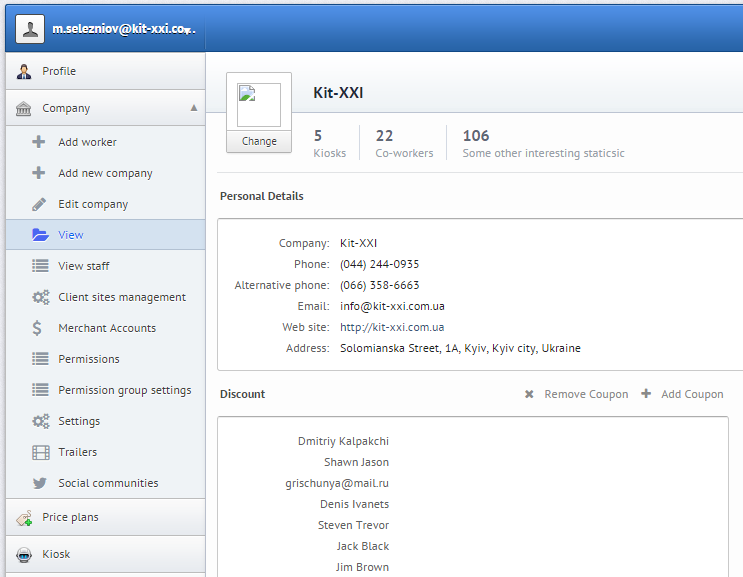 m.selezniov@kit-xxi.co...
Profile
Company
Add worker
Add new company
Edit company
View
View staff
Client sites management
Merchant Accounts
Permissions
Permission group settings
Settings
Trailers
Social communities
Price plans
Kiosk
Change
Kit-XXI
5 22 106
Kiosks Co-workers Some other interesting staticsic
Personal Details
Company: Kit-XXI
Phone: (044) 244-0935
Alternative phone: (066) 358-6663
Email: info@kit-xxi.com.ua
Web site: http://kit-xxi.com.ua
Address: Solomianska Street, 1A, Kyiv, Kyiv city, Ukraine
Discount Remove Coupon Add Coupon
Dmitriy Kalpakchi
Shawn Jason
grischunya@mail.ru
Denis Ivanets
Steven Trevor
Jack Black
Jim Brown